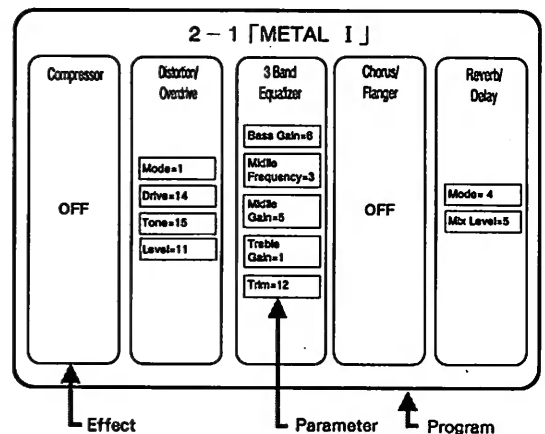 2－1「METAL Ⅰ」
Compressor
OFF
Distortion/
Overdrive
Mode=1
Drive=14
Tone=15
Level=11
3 Band
Equalizer
Bass Gain=6
Middle
Frequency=3
Middle
Gain=5
Treble
Gain=1
Trim=12
Chorus/
Flanger
OFF
Reverb/
Delay
Mode= 4
Mix Level=5
Effect
Parameter
Program